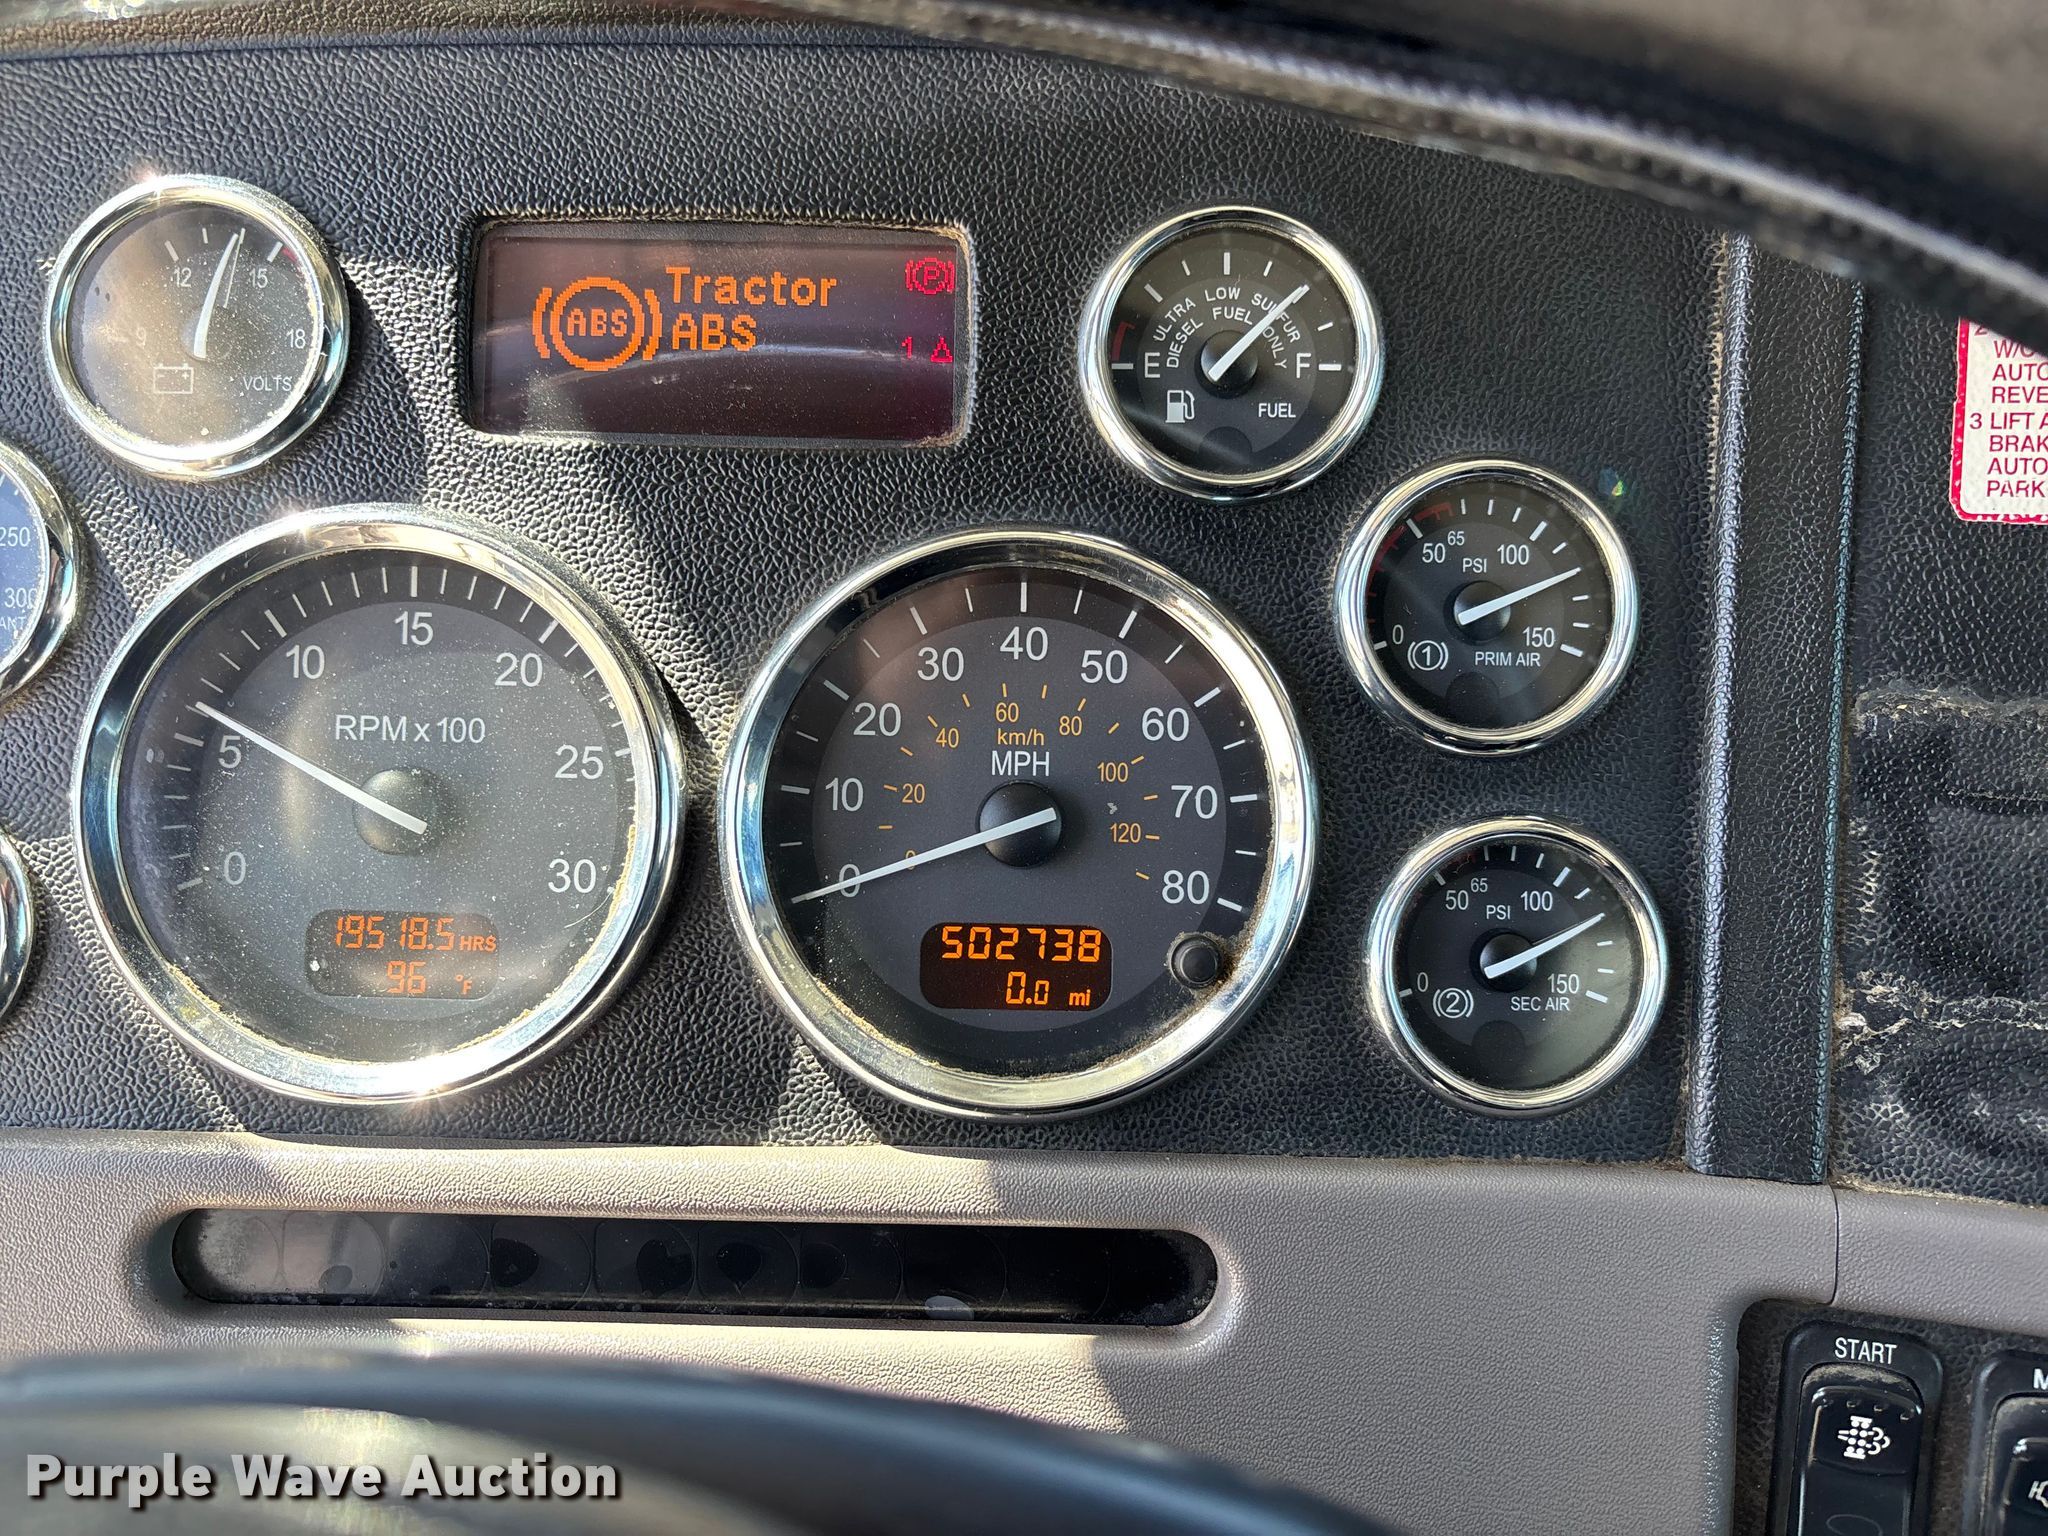 12
15
9
18
VOLTS
Tractor
ABS
ABS
P
1
ULTRA LOW SULFUR
DIESEL FUEL ONLY
E
F
FUEL
250
300
50
65
PSI
100
0
150
(1)
PRIM AIR
0
5
10
15
20
25
30
RPM x 100
19518.5 HRS
96 °F
0
10
20
30
40
50
60
70
80
0
20
40
60
80
100
120
km/h
MPH
502738
0.0 mi
50
65
PSI
100
0
150
(2)
SEC AIR
W/O
AUTO
REVE
3 LIFT A
BRAK
AUTO
PARK
START
M
Purple Wave Auction